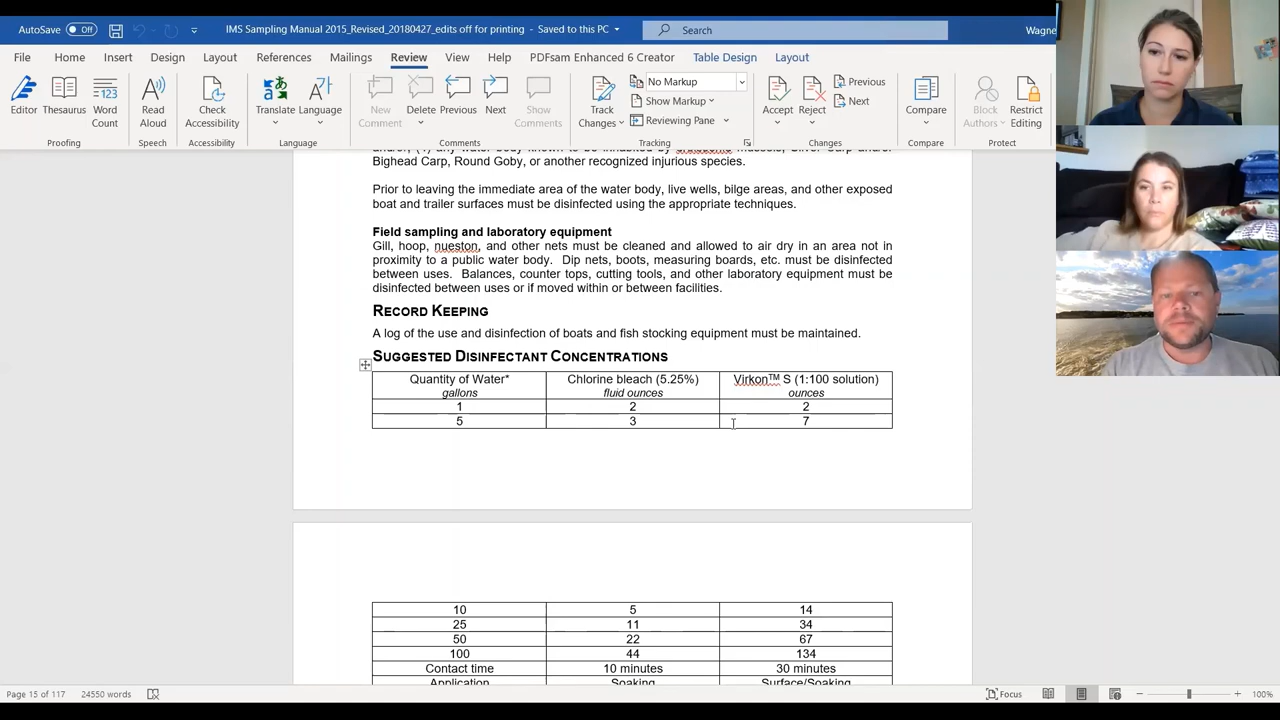 AutoSave Off IMS Sampling Manual 2015_Revised_20180427_edits off for printing - Saved to this PC Search Wagne
File Home Insert Design Layout References Mailings Review View Help PDFsam Enhanced 6 Creator Table Design Layout
Editor Thesaurus Word Count Read Aloud Check Accessibility Translate Language New Comment Delete Previous Next Show Comments Track Changes No Markup Show Markup Reviewing Pane Accept Reject Previous Next Compare Block Authors Restrict Editing
Proofing Speech Accessibility Language Comments Tracking Changes Compare Protect
Bighead Carp, Round Goby, or another recognized injurious species.
Prior to leaving the immediate area of the water body, live wells, bilge areas, and other exposed
boat and trailer surfaces must be disinfected using the appropriate techniques.
Field sampling and laboratory equipment
Gill, hoop, nueston, and other nets must be cleaned and allowed to air dry in an area not in
proximity to a public water body. Dip nets, boots, measuring boards, etc. must be disinfected
between uses. Balances, counter tops, cutting tools, and other laboratory equipment must be
disinfected between uses or if moved within or between facilities.
RECORD KEEPING
A log of the use and disinfection of boats and fish stocking equipment must be maintained.
SUGGESTED DISINFECTANT CONCENTRATIONS
Quantity of Water* Chlorine bleach (5.25%) Virkon™ S (1:100 solution)
gallons fluid ounces ounces
1 2 2
5 3 7
10 5 14
25 11 34
50 22 67
100 44 134
Contact time 10 minutes 30 minutes
Application Soaking Surface/Soaking
Page 15 of 117 24550 words Focus 100%